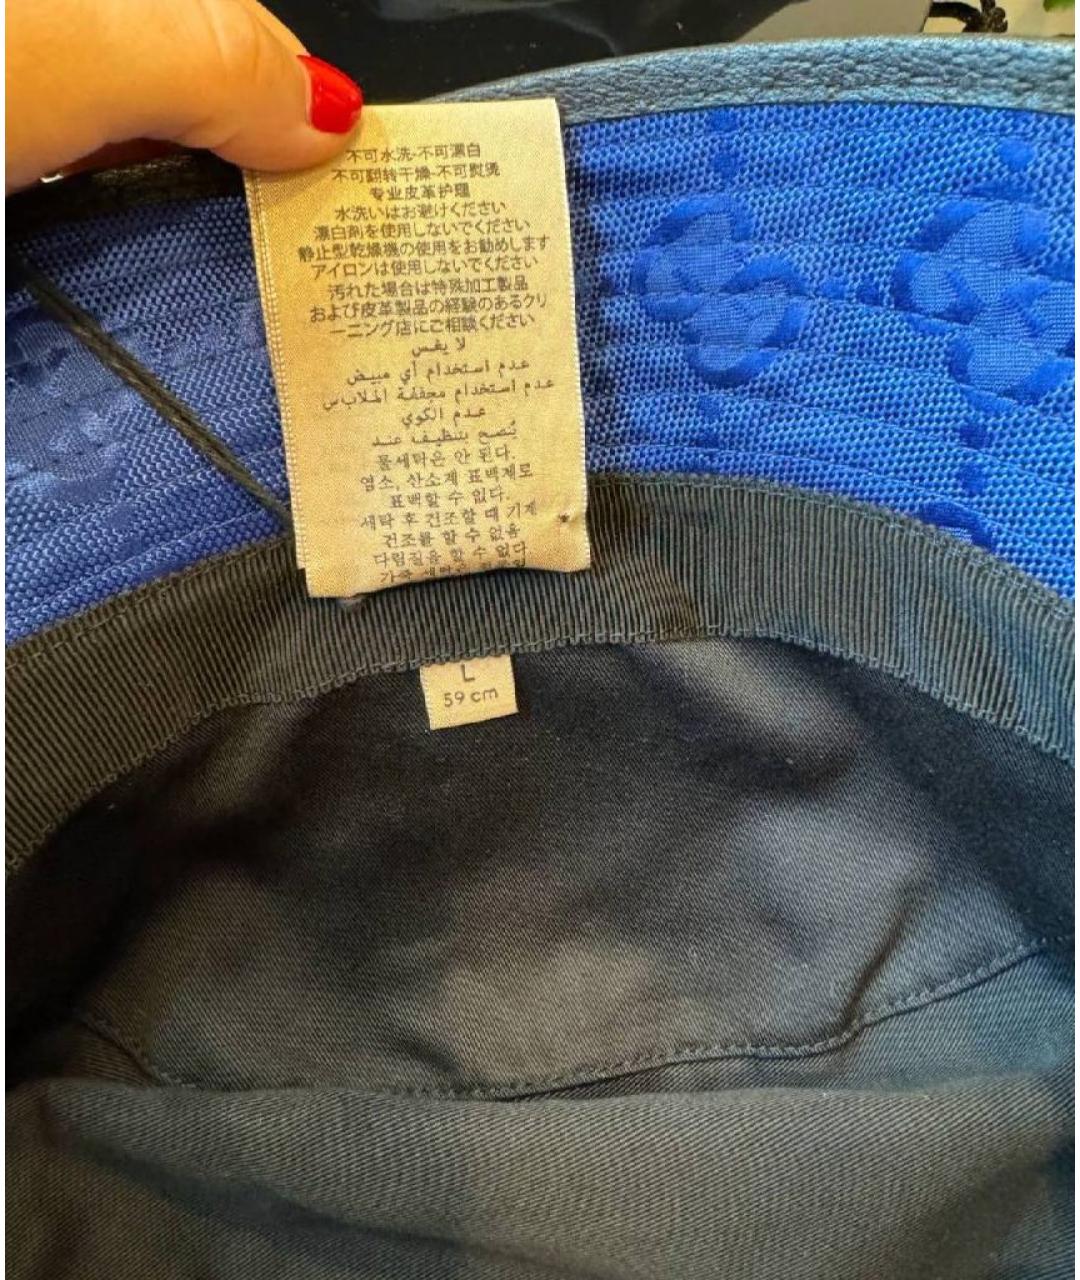 不可水洗-不可漂白
不可翻转干燥-不可熨烫
专业皮革护理
水洗いはお避けください
漂白剤を使用しないでください
静止型乾燥機の使用をお勧めします
アイロンは使用しないでください
汚れた場合は特殊加工製品
および皮革製品の経験のあるクリ
ーニング店にご相談ください
لا يغسل
عدم استخدام أي مبيض
عدم استخدام مجففة الملابس
عدم الكوي
يُنصح بتنظيف عند
물세탁은 안 된다.
염소, 산소계 표백제로
표백할 수 없다.
세탁 후 건조할 때 기계
건조를 할 수 없음
다림질을 할 수 없다
가죽
L
59 cm